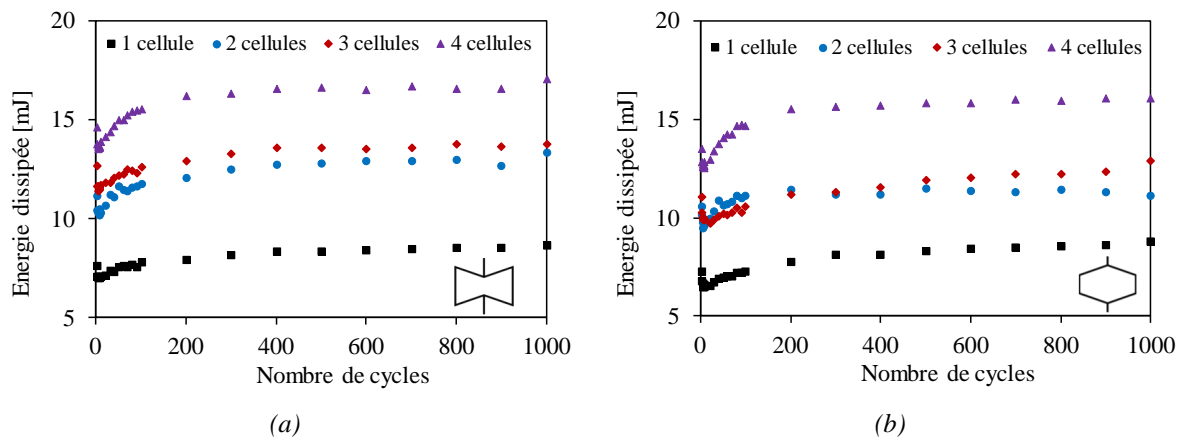 20
15
10
5
Energie dissipée [mJ]
1 cellule 2 cellules 3 cellules 4 cellules
0 200 400 600 800 1000
Nombre de cycles
(a)
20
15
10
5
Energie dissipée [mJ]
1 cellule 2 cellules 3 cellules 4 cellules
0 200 400 600 800 1000
Nombre de cycles
(b)